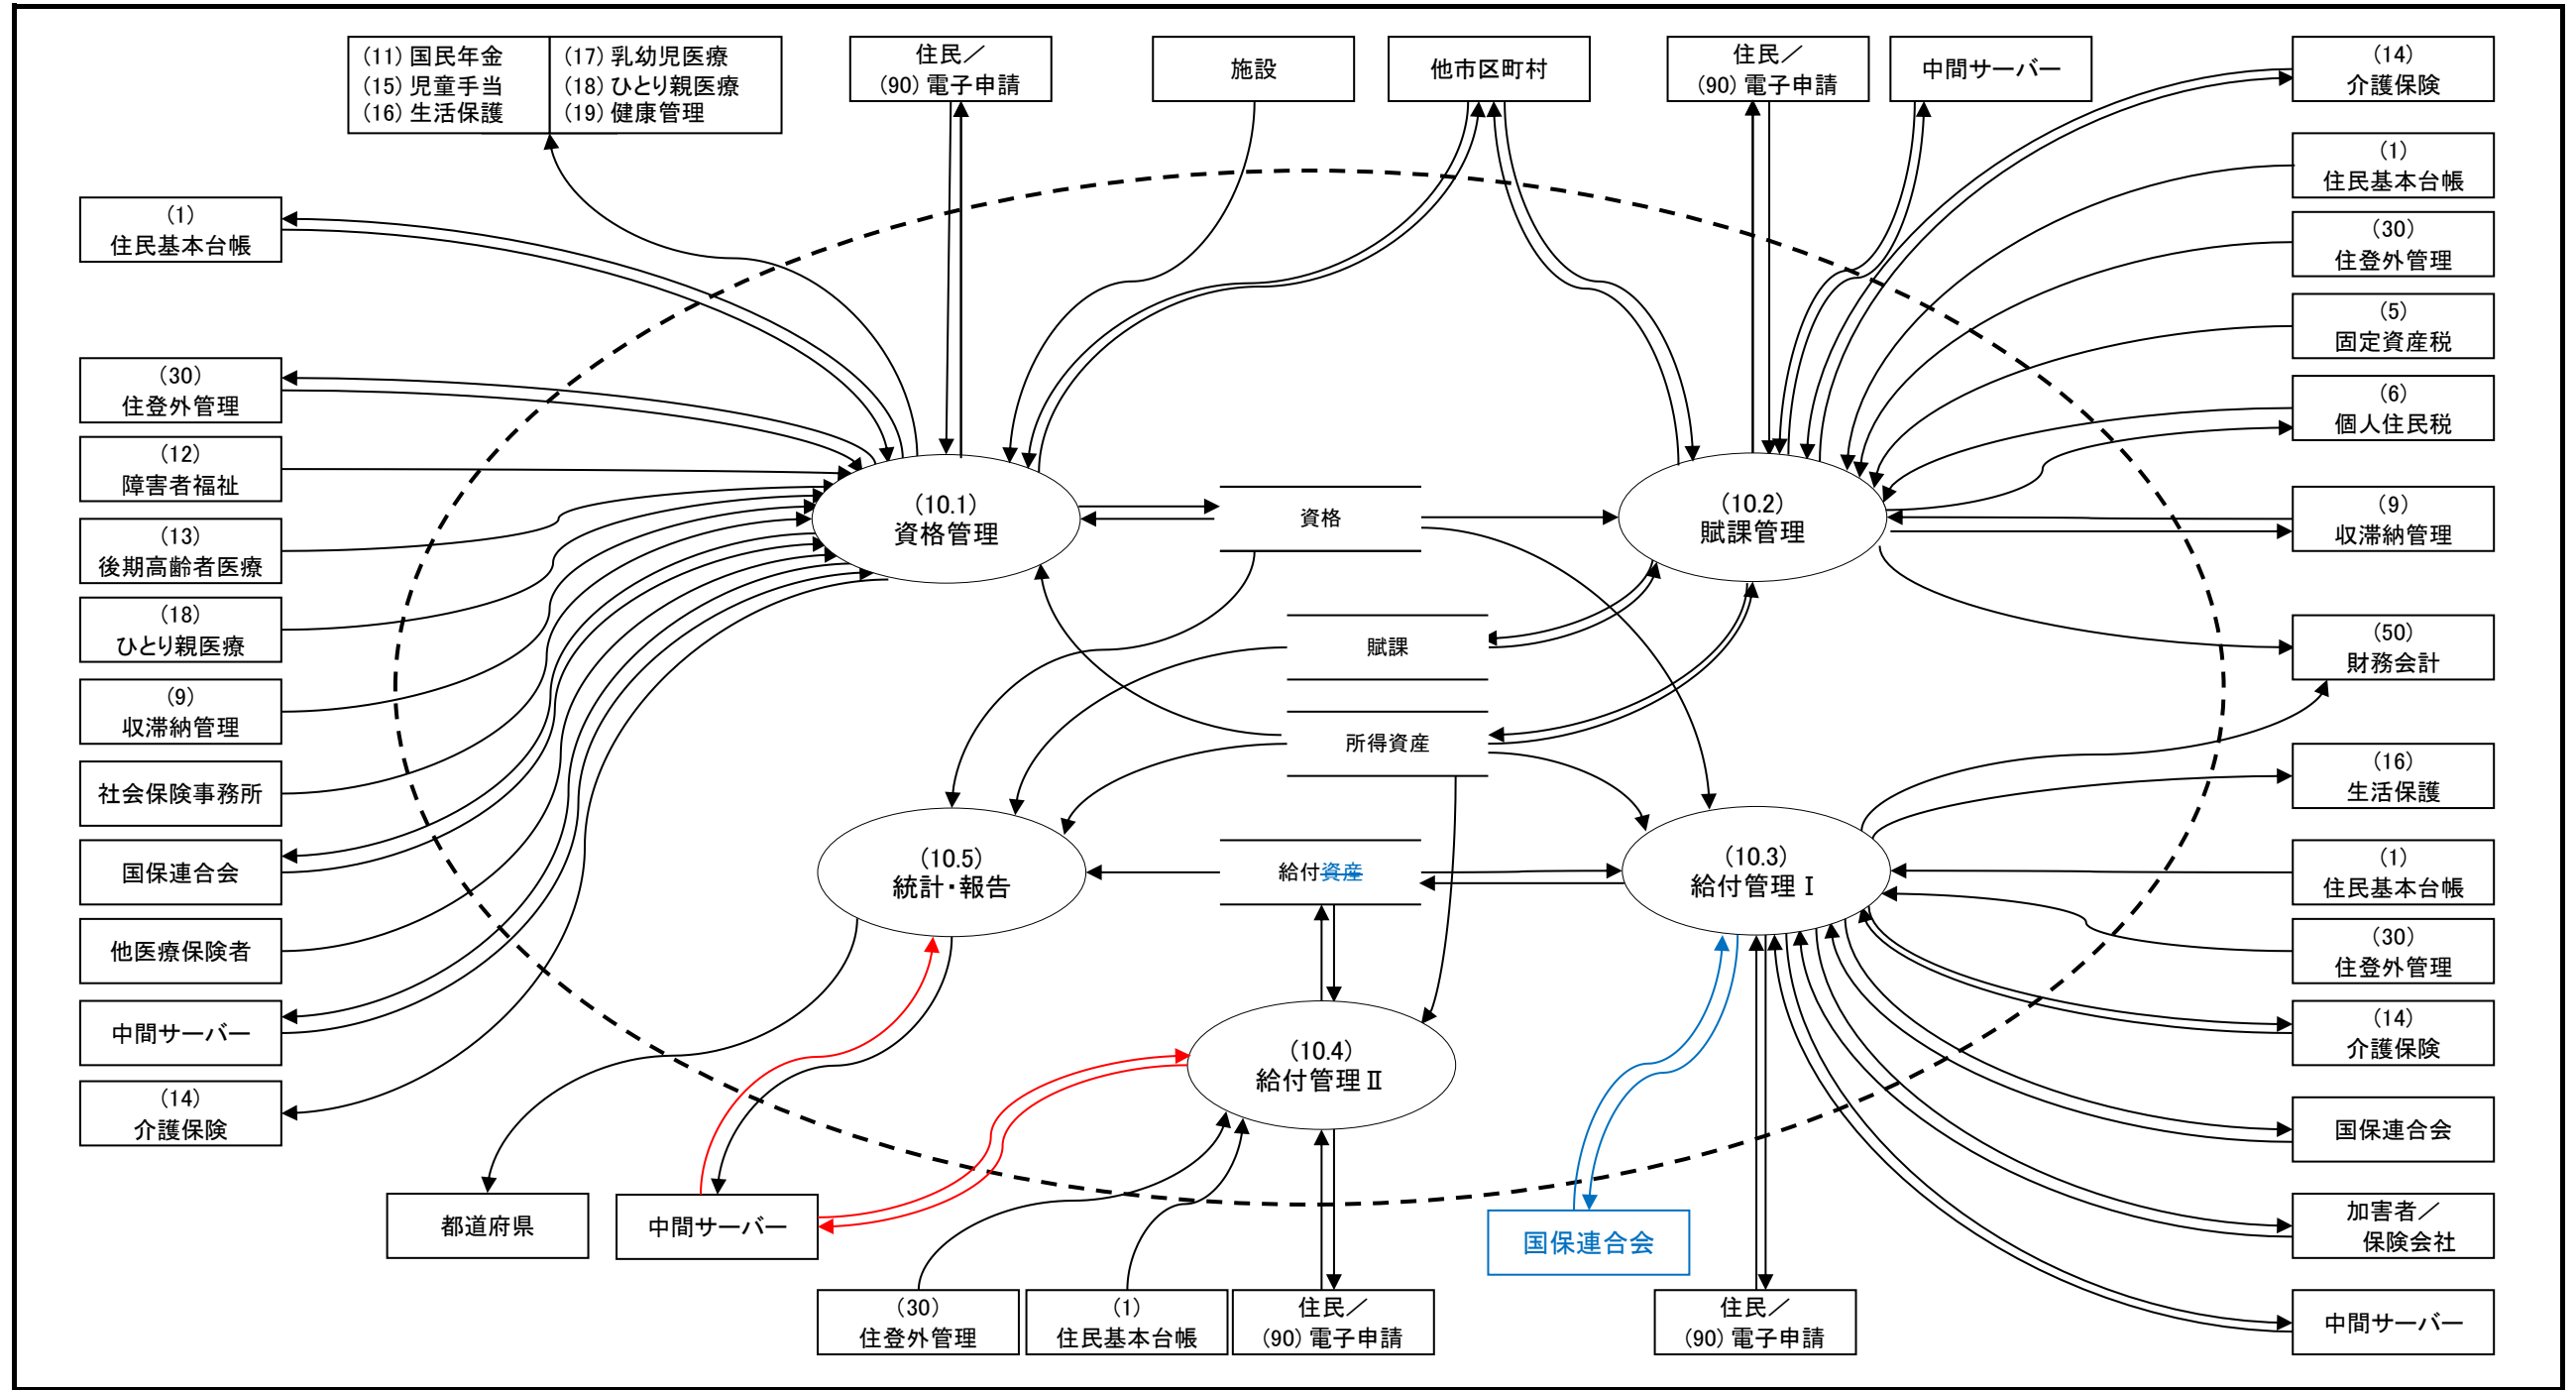 (11) 国民年金
(15) 児童手当
(16) 生活保護
(17) 乳幼児医療
(18) ひとり親医療
(19) 健康管理
住民／
(90) 電子申請
施設
他市区町村
住民／
(90) 電子申請
中間サーバー
(14)
介護保険
(1)
住民基本台帳
(30)
住登外管理
(5)
固定資産税
(6)
個人住民税
(9)
収滞納管理
(50)
財務会計
(16)
生活保護
(1)
住民基本台帳
(30)
住登外管理
(14)
介護保険
国保連合会
加害者／
保険会社
中間サーバー
(1)
住民基本台帳
(30)
住登外管理
(12)
障害者福祉
(13)
後期高齢者医療
(18)
ひとり親医療
(9)
収滞納管理
社会保険事務所
国保連合会
他医療保険者
中間サーバー
(14)
介護保険
(10.1)
資格管理
資格
(10.2)
賦課管理
賦課
所得資産
(10.5)
統計・報告
給付資産
(10.3)
給付管理Ⅰ
(10.4)
給付管理Ⅱ
都道府県
中間サーバー
国保連合会
(30)
住登外管理
(1)
住民基本台帳
住民／
(90) 電子申請
住民／
(90) 電子申請